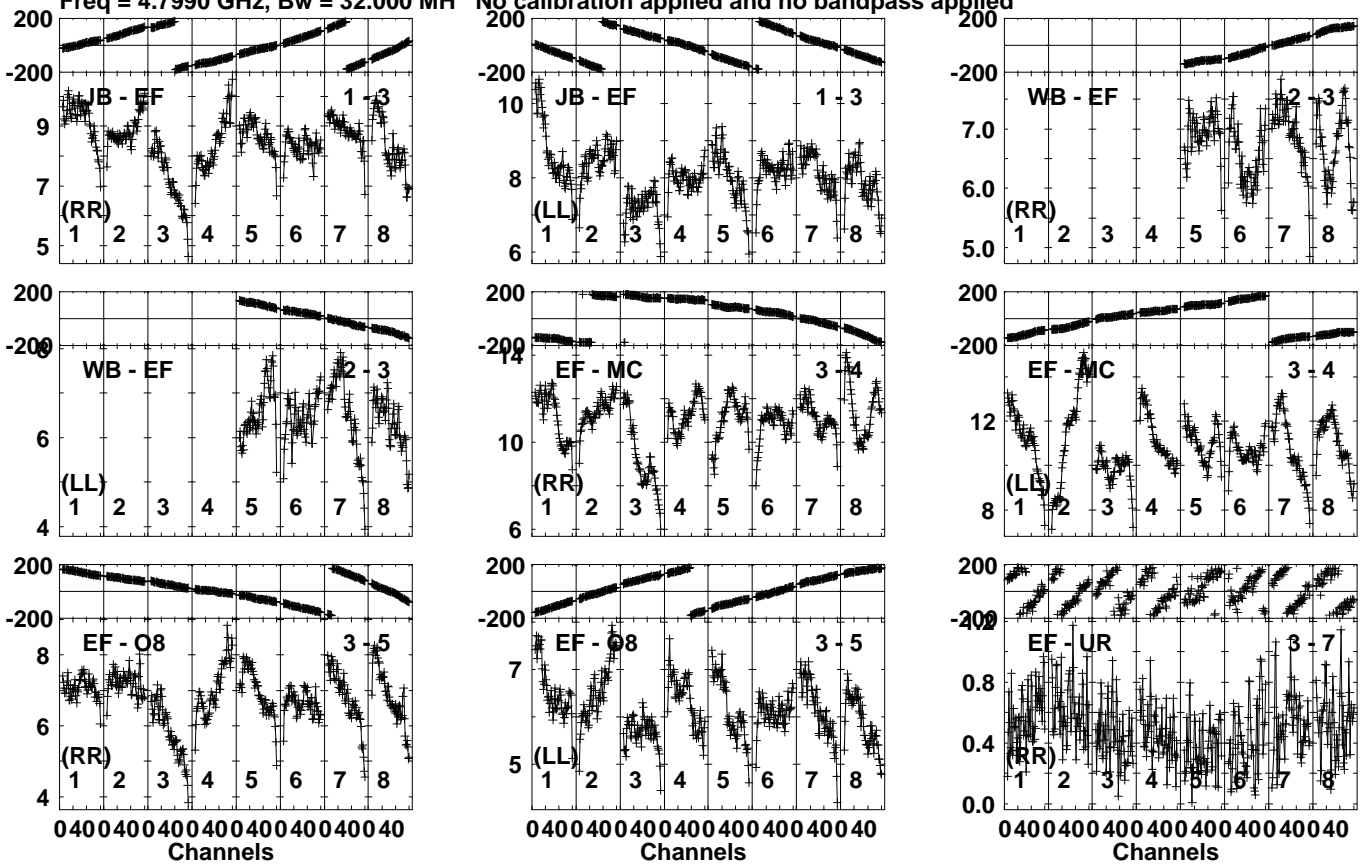 Freq = 4.7990 GHz, Bw = 32.000 MH No calibration applied and no bandpass applied
200
-200
JB - EF 1 - 3
9
7
5
(RR)
1 2 3 4 5 6 7 8
JB - EF 1 - 3
10
8
6
(LL)
1 2 3 4 5 6 7 8
200
-200
WB - EF 2 - 3
7.0
6.0
5.0
(RR)
1 2 3 4 5 6 7 8
200
-200
8
WB - EF 2 - 3
6
4
(LL)
1 2 3 4 5 6 7 8
200
-200
14
EF - MC 3 - 4
10
6
(RR)
1 2 3 4 5 6 7 8
200
-200
EF - MC 3 - 4
12
8
(LL)
1 2 3 4 5 6 7 8
200
-200
EF - O8 3 - 5
8
6
4
(RR)
1 2 3 4 5 6 7 8
0 40 0 40 0 40 0 40 0 40 0 40 0 40 0 40
Channels
200
-200
EF - O8 3 - 5
7
5
(LL)
1 2 3 4 5 6 7 8
0 40 0 40 0 40 0 40 0 40 0 40 0 40 0 40
Channels
200
-200
1.2
EF - UR 3 - 7
0.8
0.4
0.0
(RR)
1 2 3 4 5 6 7 8
0 40 0 40 0 40 0 40 0 40 0 40 0 40 0 40
Channels